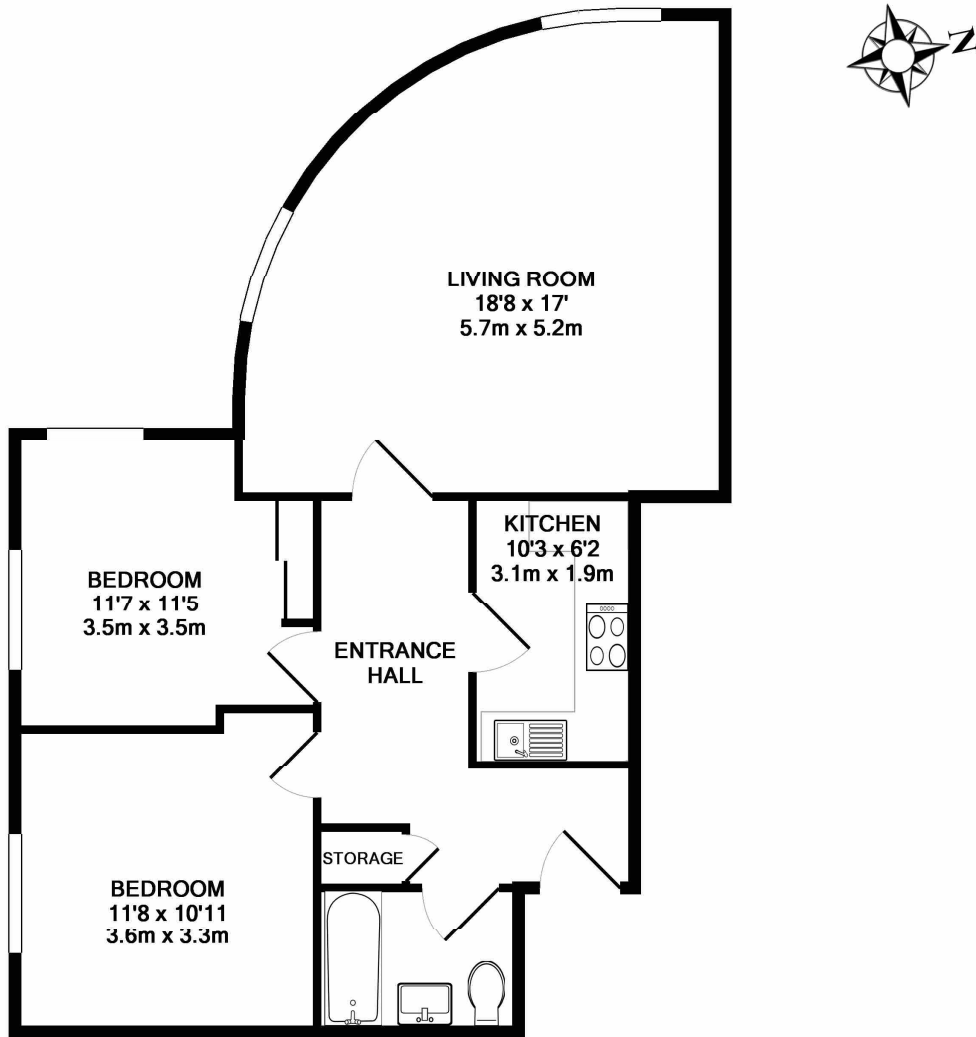 N
LIVING ROOM
18'8 x 17'
5.7m x 5.2m
KITCHEN
10'3 x 6'2
3.1m x 1.9m
BEDROOM
11'7 x 11'5
3.5m x 3.5m
ENTRANCE
HALL
STORAGE
BEDROOM
11'8 x 10'11
3.6m x 3.3m